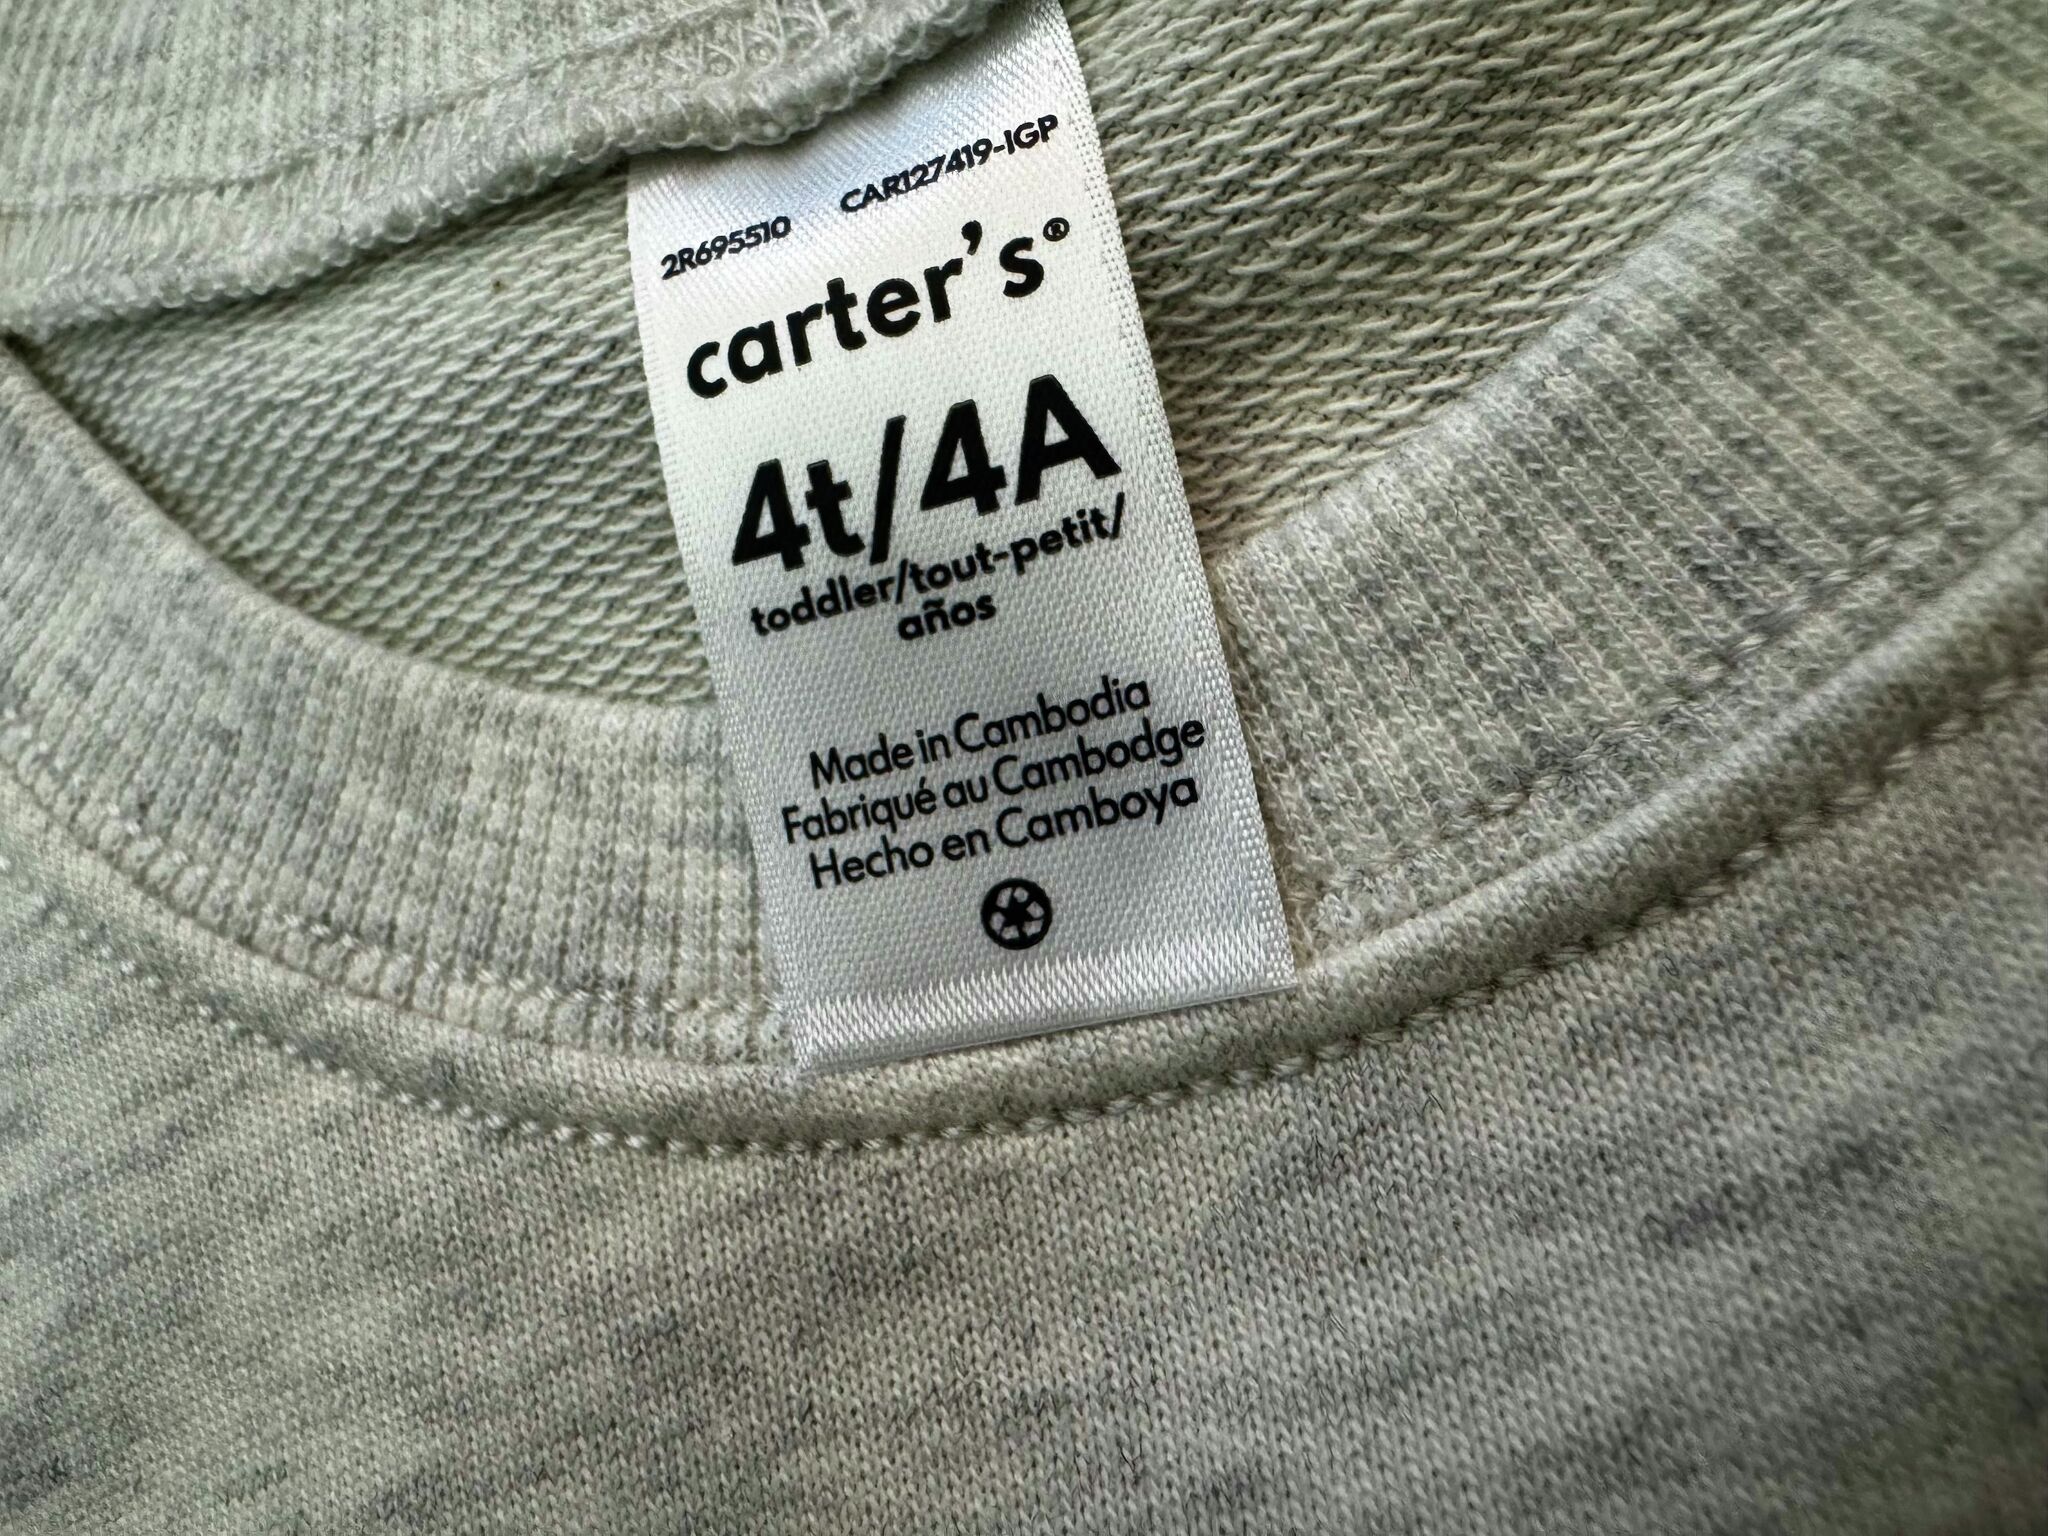 2R695510 CAR127419-IGP
carter's®
4t/4A
toddler/tout-petit/
años
Made in Cambodia
Fabriqué au Cambodge
Hecho en Camboya